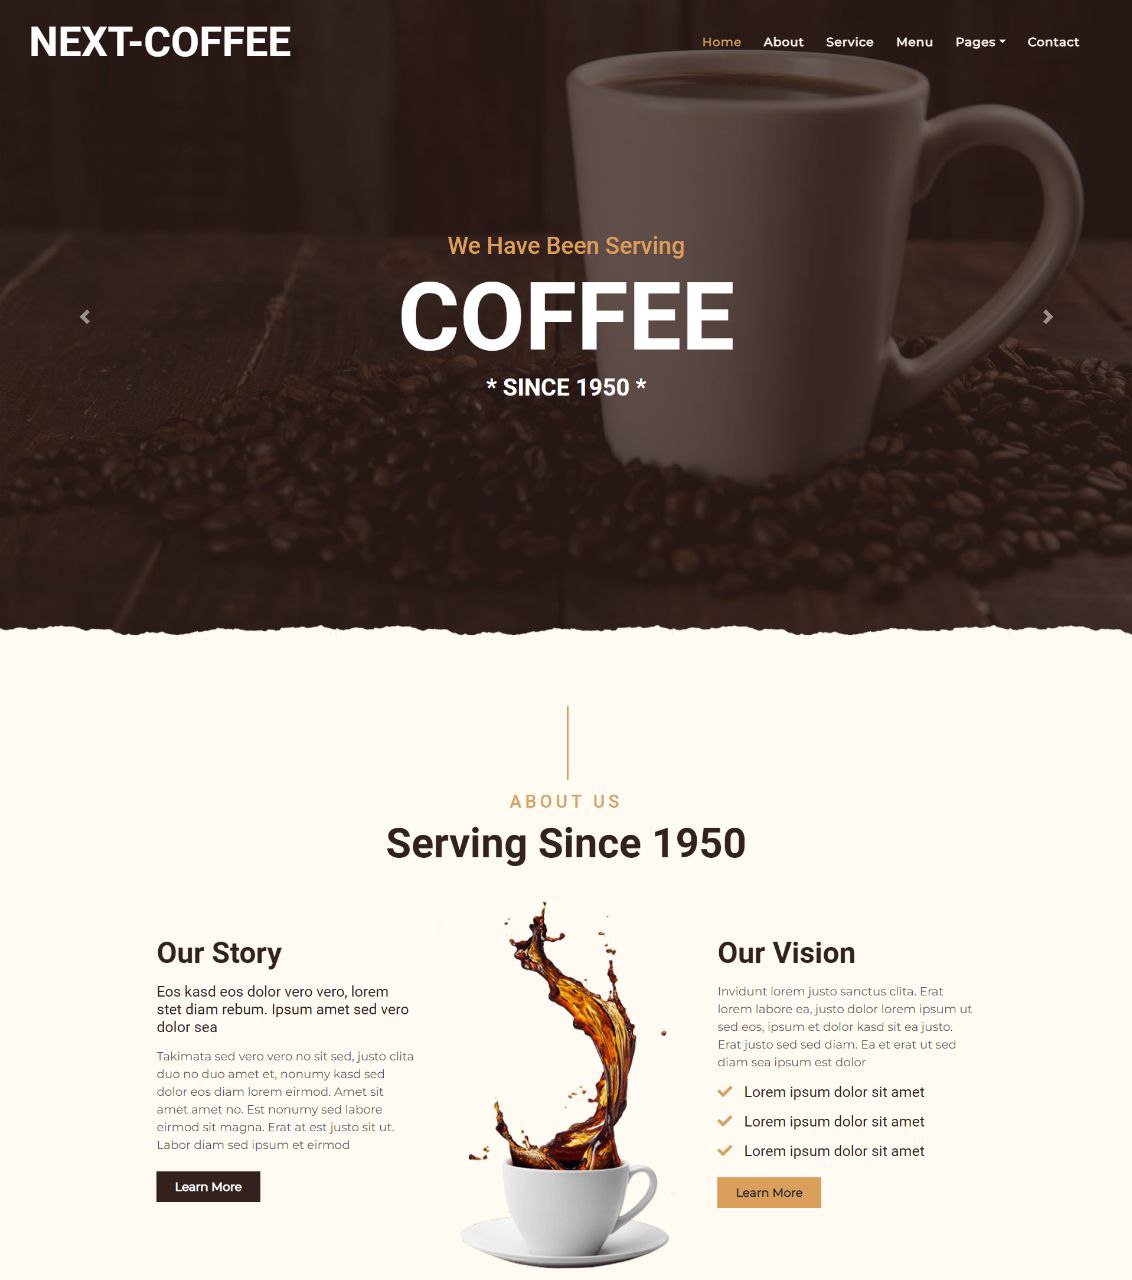 NEXT-COFFEE
Home About Service Menu Pages Contact
We Have Been Serving
COFFEE
* SINCE 1950 *
ABOUT US
Serving Since 1950
Our Story
Eos kasd eos dolor vero vero, lorem
stet diam rebum. Ipsum amet sed vero
dolor sea
Takimata sed vero vero no sit sed, justo clita
duo no duo amet et, nonumy kasd sed
dolor eos diam lorem eirmod. Amet sit
amet amet no. Est nonumy sed labore
eirmod sit magna. Erat at est justo sit ut.
Labor diam sed ipsum et eirmod
Learn More
Our Vision
Invidunt lorem justo sanctus clita. Erat
lorem labore ea, justo dolor lorem ipsum ut
sed eos, ipsum et dolor kasd sit ea justo.
Erat justo sed sed diam. Ea et erat ut sed
diam sea ipsum est dolor
Lorem ipsum dolor sit amet
Lorem ipsum dolor sit amet
Lorem ipsum dolor sit amet
Learn More